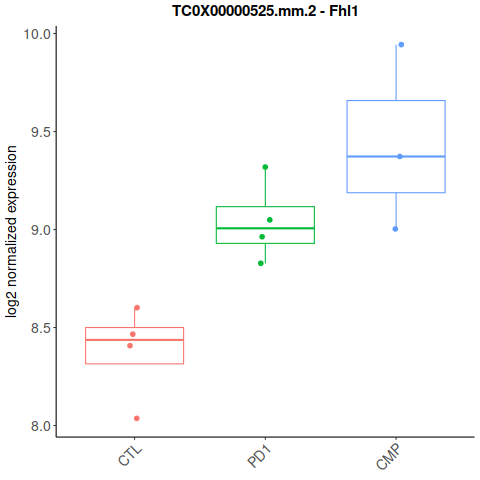 TC0X00000525.mm.2 - Fhl1
log2 normalized expression
10.0
9.5
9.0
8.5
8.0
CTL
PD1
CMP